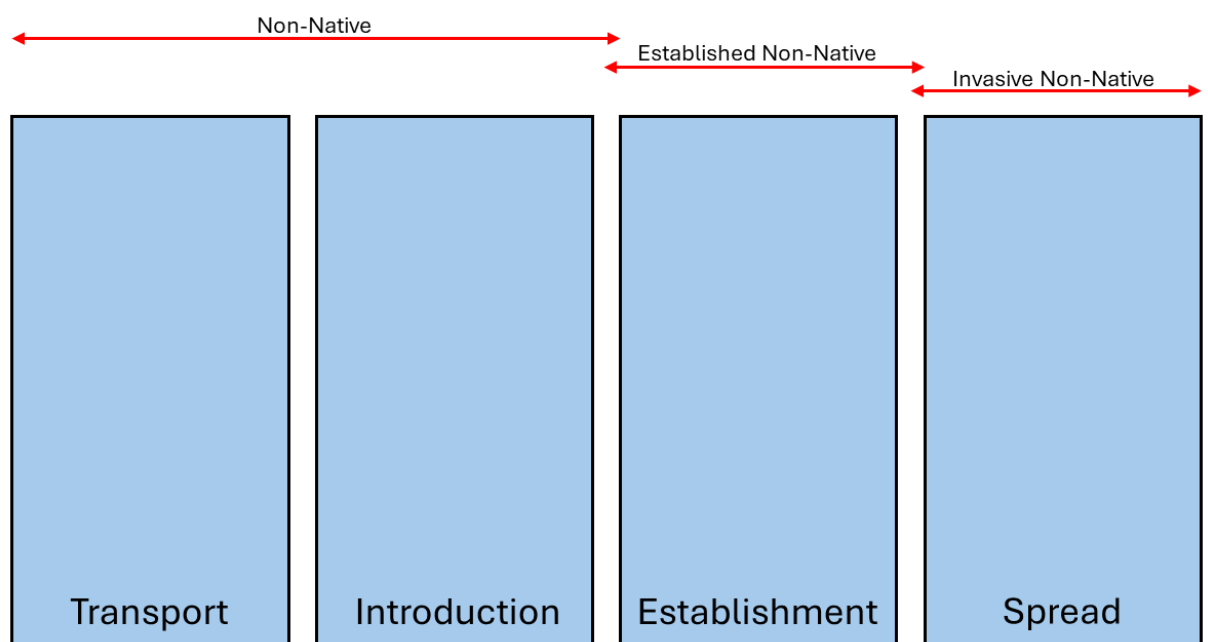 Non-Native
Established Non-Native
Invasive Non-Native
Transport
Introduction
Establishment
Spread